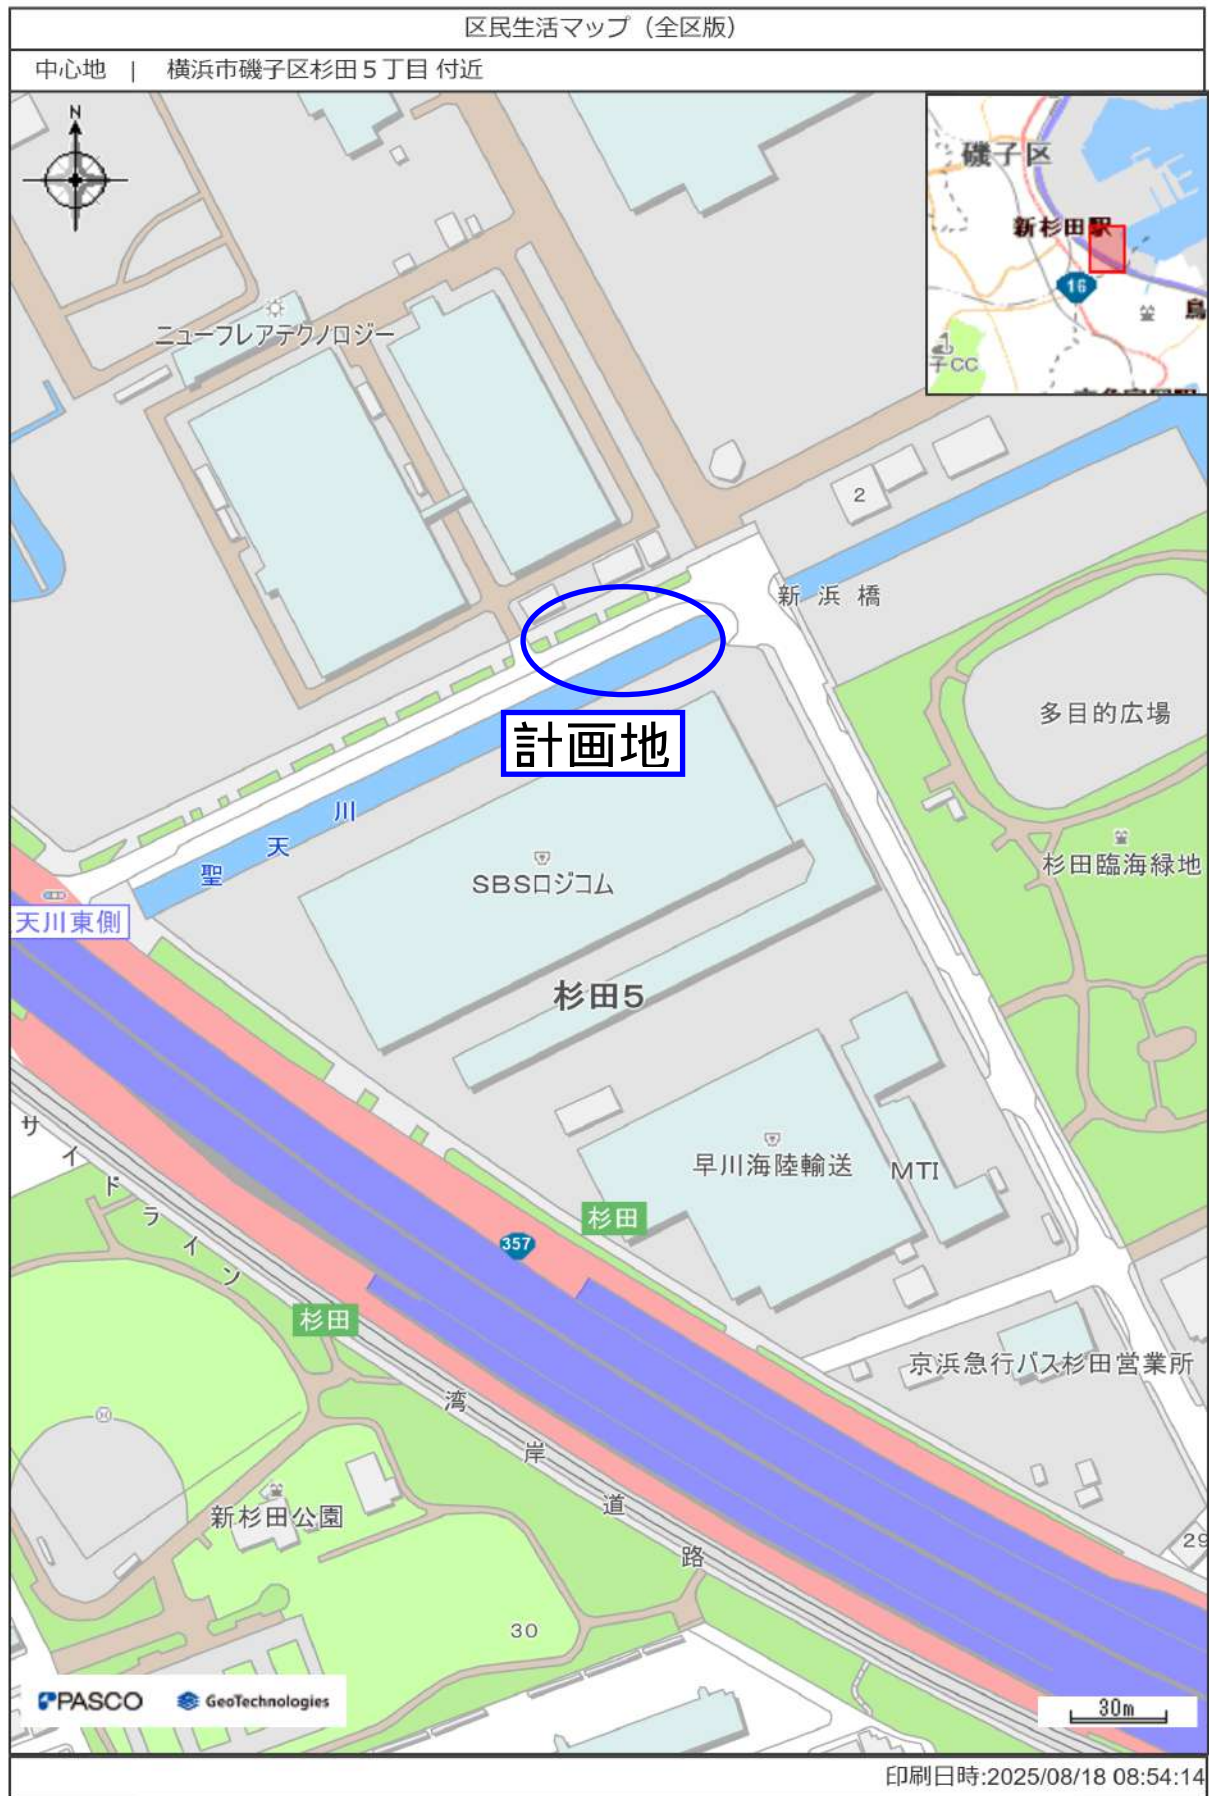 区民生活マップ（全区版）
中心地 | 横浜市磯子区杉田５丁目 付近
N
磯子区
新杉田駅
16
子CC
ニューフレアテクノロジー
2
新浜橋
計画地
多目的広場
聖天川
杉田臨海緑地
SBSロジコム
天川東側
杉田5
サイドライン
早川海陸輸送
MTI
杉田
357
杉田
京浜急行バス杉田営業所
湾岸道路
新杉田公園
29
30
PASCO
GeoTechnologies
30m
印刷日時:2025/08/18 08:54:14